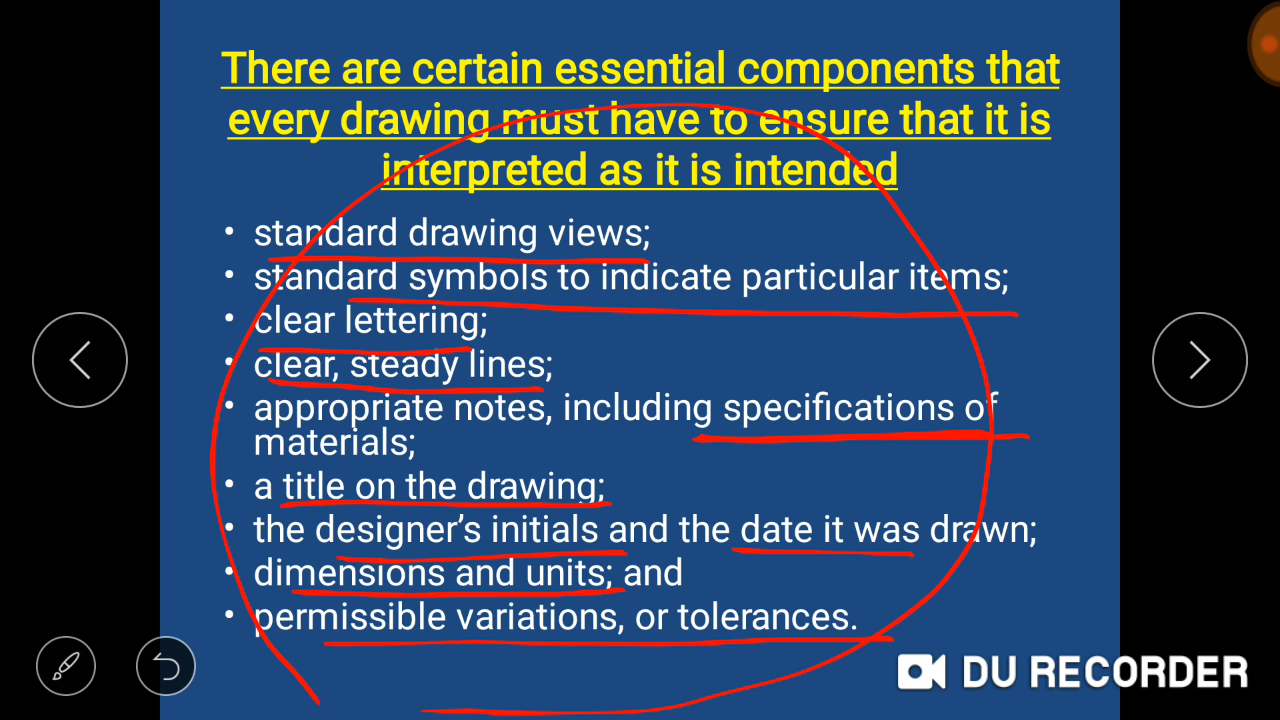 There are certain essential components that
every drawing must have to ensure that it is
interpreted as it is intended
• standard drawing views;
• standard symbols to indicate particular items;
• clear lettering;
• clear, steady lines;
• appropriate notes, including specifications of
materials;
• a title on the drawing;
• the designer’s initials and the date it was drawn;
• dimensions and units; and
• permissible variations, or tolerances.
DU RECORDER